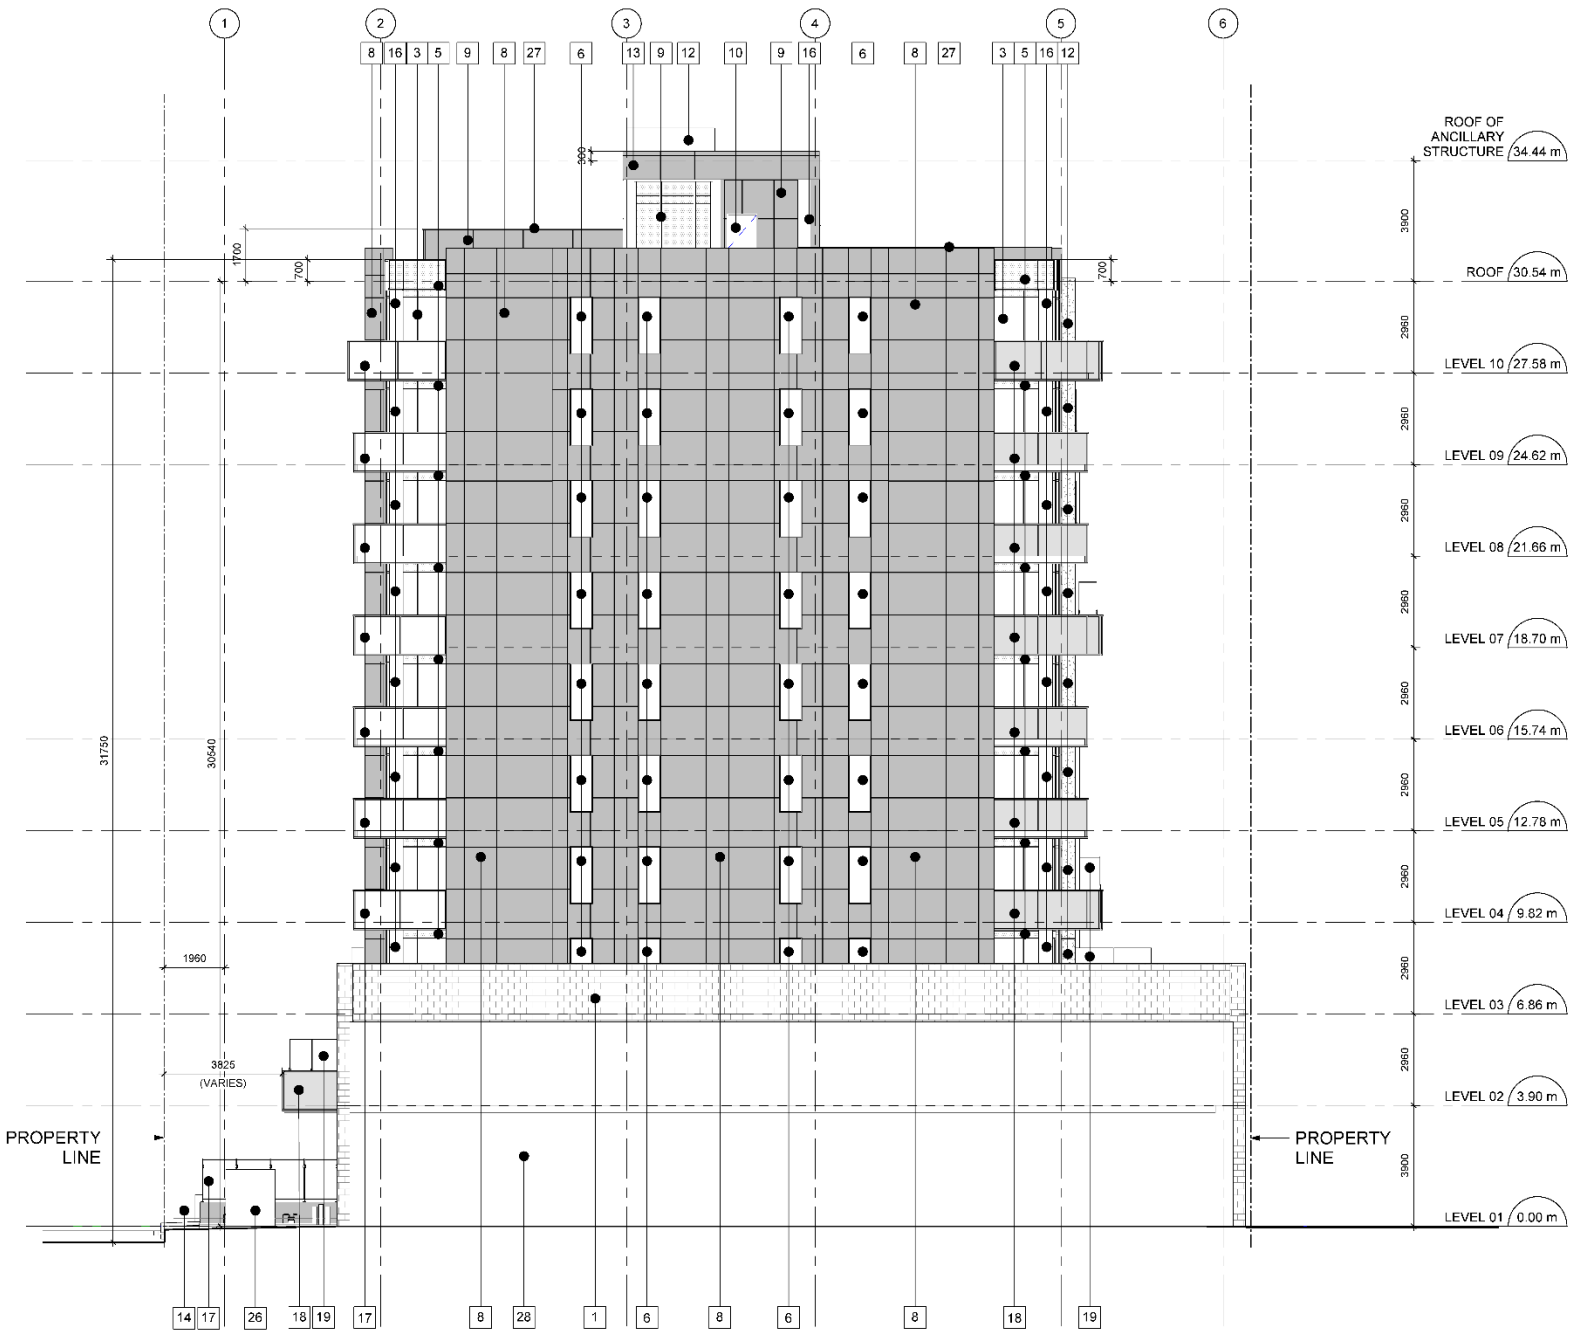 1 2 3 4 5 6
8 16 3 5 9 8 27 6 13 9 12 10 9 16 6 8 27 3 5 16 12
ROOF OF
ANCILLARY
STRUCTURE 34.44 m
300
3900
1700
700
700
ROOF 30.54 m
2960
LEVEL 10 27.58 m
2960
LEVEL 09 24.62 m
2960
LEVEL 08 21.66 m
2960
LEVEL 07 18.70 m
2960
LEVEL 06 15.74 m
31750
30540
2960
LEVEL 05 12.78 m
2960
LEVEL 04 9.82 m
1960
2960
LEVEL 03 6.86 m
3825
(VARIES)
2960
LEVEL 02 3.90 m
PROPERTY
LINE
PROPERTY
LINE
3900
LEVEL 01 0.00 m
14 17 26 18 19 17 8 28 1 6 8 6 8 18 19